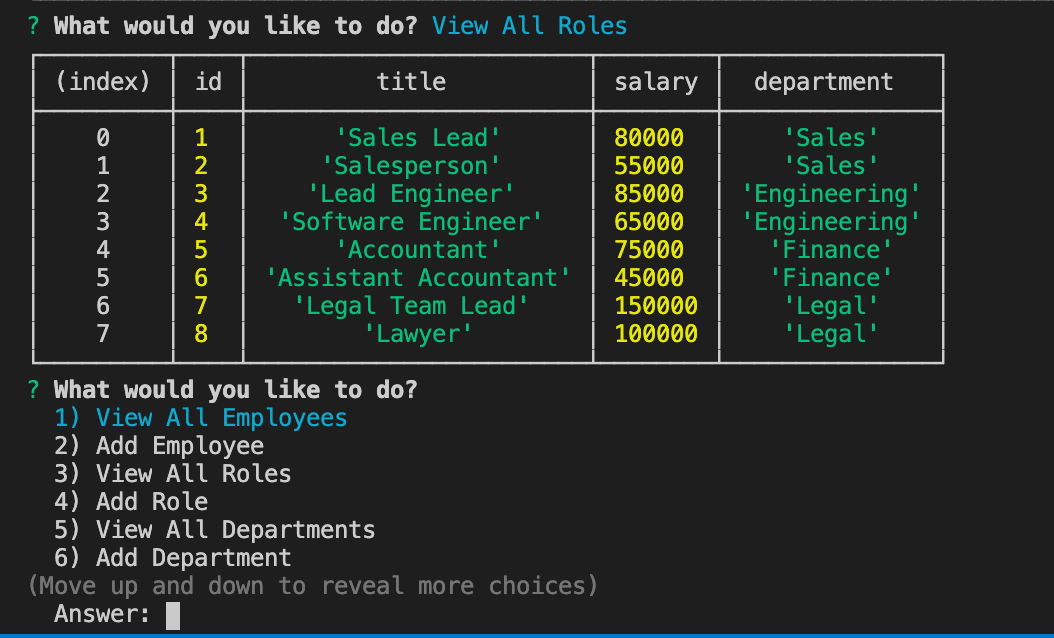 ? What would you like to do? View All Roles
(index) id title salary department
0 1 'Sales Lead' 80000 'Sales'
1 2 'Salesperson' 55000 'Sales'
2 3 'Lead Engineer' 85000 'Engineering'
3 4 'Software Engineer' 65000 'Engineering'
4 5 'Accountant' 75000 'Finance'
5 6 'Assistant Accountant' 45000 'Finance'
6 7 'Legal Team Lead' 150000 'Legal'
7 8 'Lawyer' 100000 'Legal'
? What would you like to do?
1) View All Employees
2) Add Employee
3) View All Roles
4) Add Role
5) View All Departments
6) Add Department
(Move up and down to reveal more choices)
Answer: